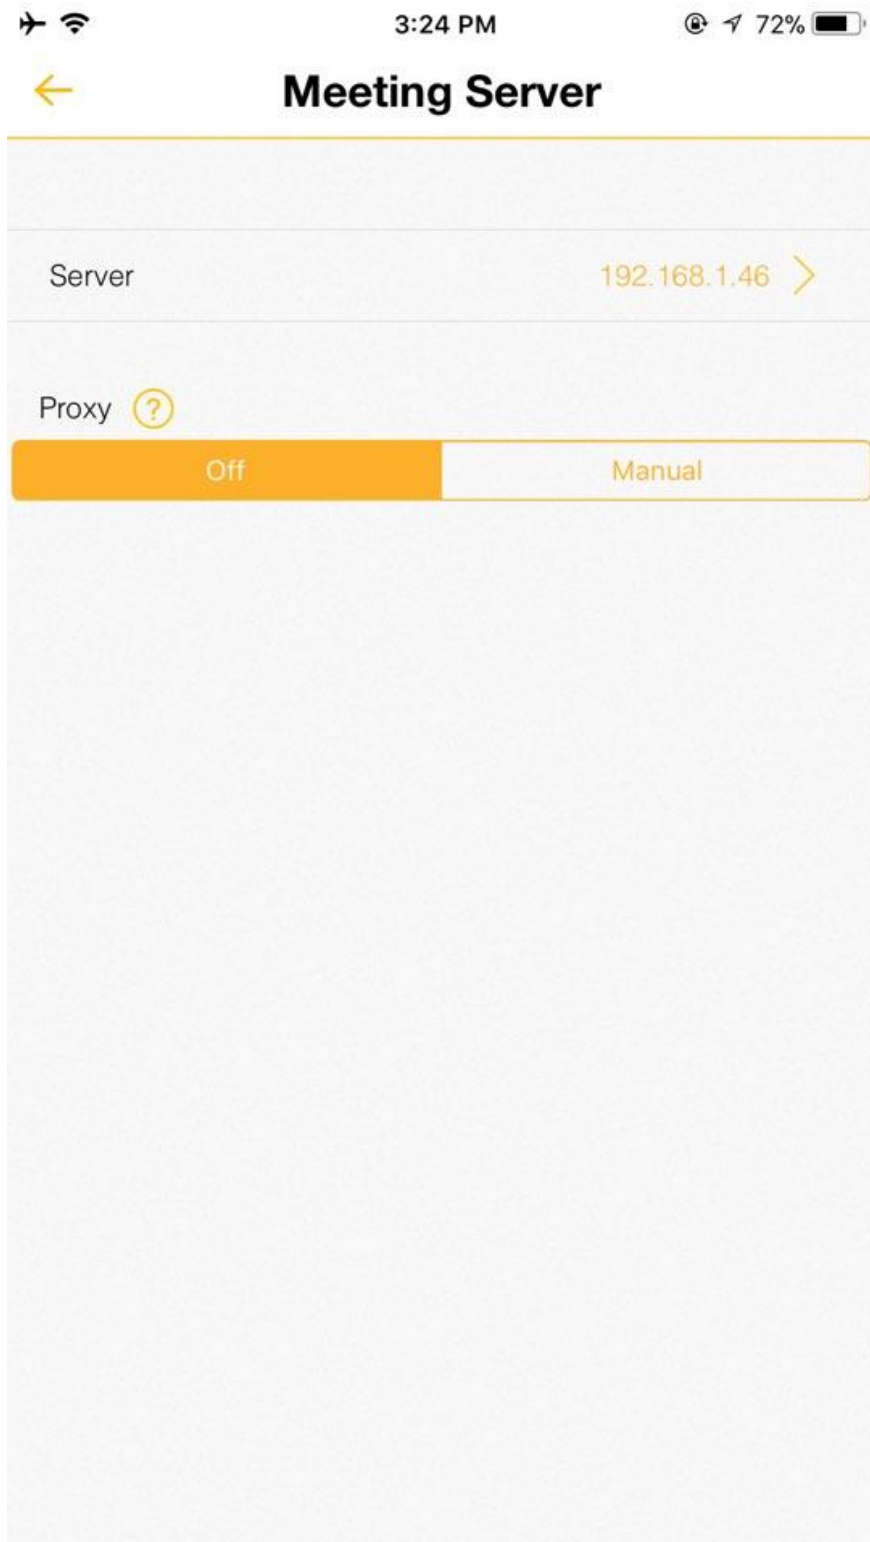 3:24 PM 72%
Meeting Server
Server 192.168.1.46
Proxy ?
Off Manual